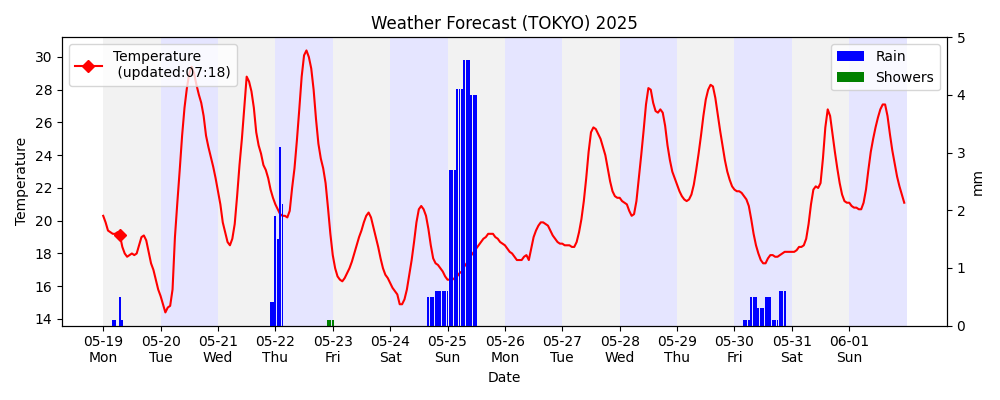 Weather Forecast (TOKYO) 2025
Temperature
(updated:07:18)
Rain
Showers
30
28
26
24
22
20
18
16
14
Temperature
5
4
3
2
1
0
mm
05-19 05-20 05-21 05-22 05-23 05-24 05-25 05-26 05-27 05-28 05-29 05-30 05-31 06-01
Mon Tue Wed Thu Fri Sat Sun Mon Tue Wed Thu Fri Sat Sun
Date